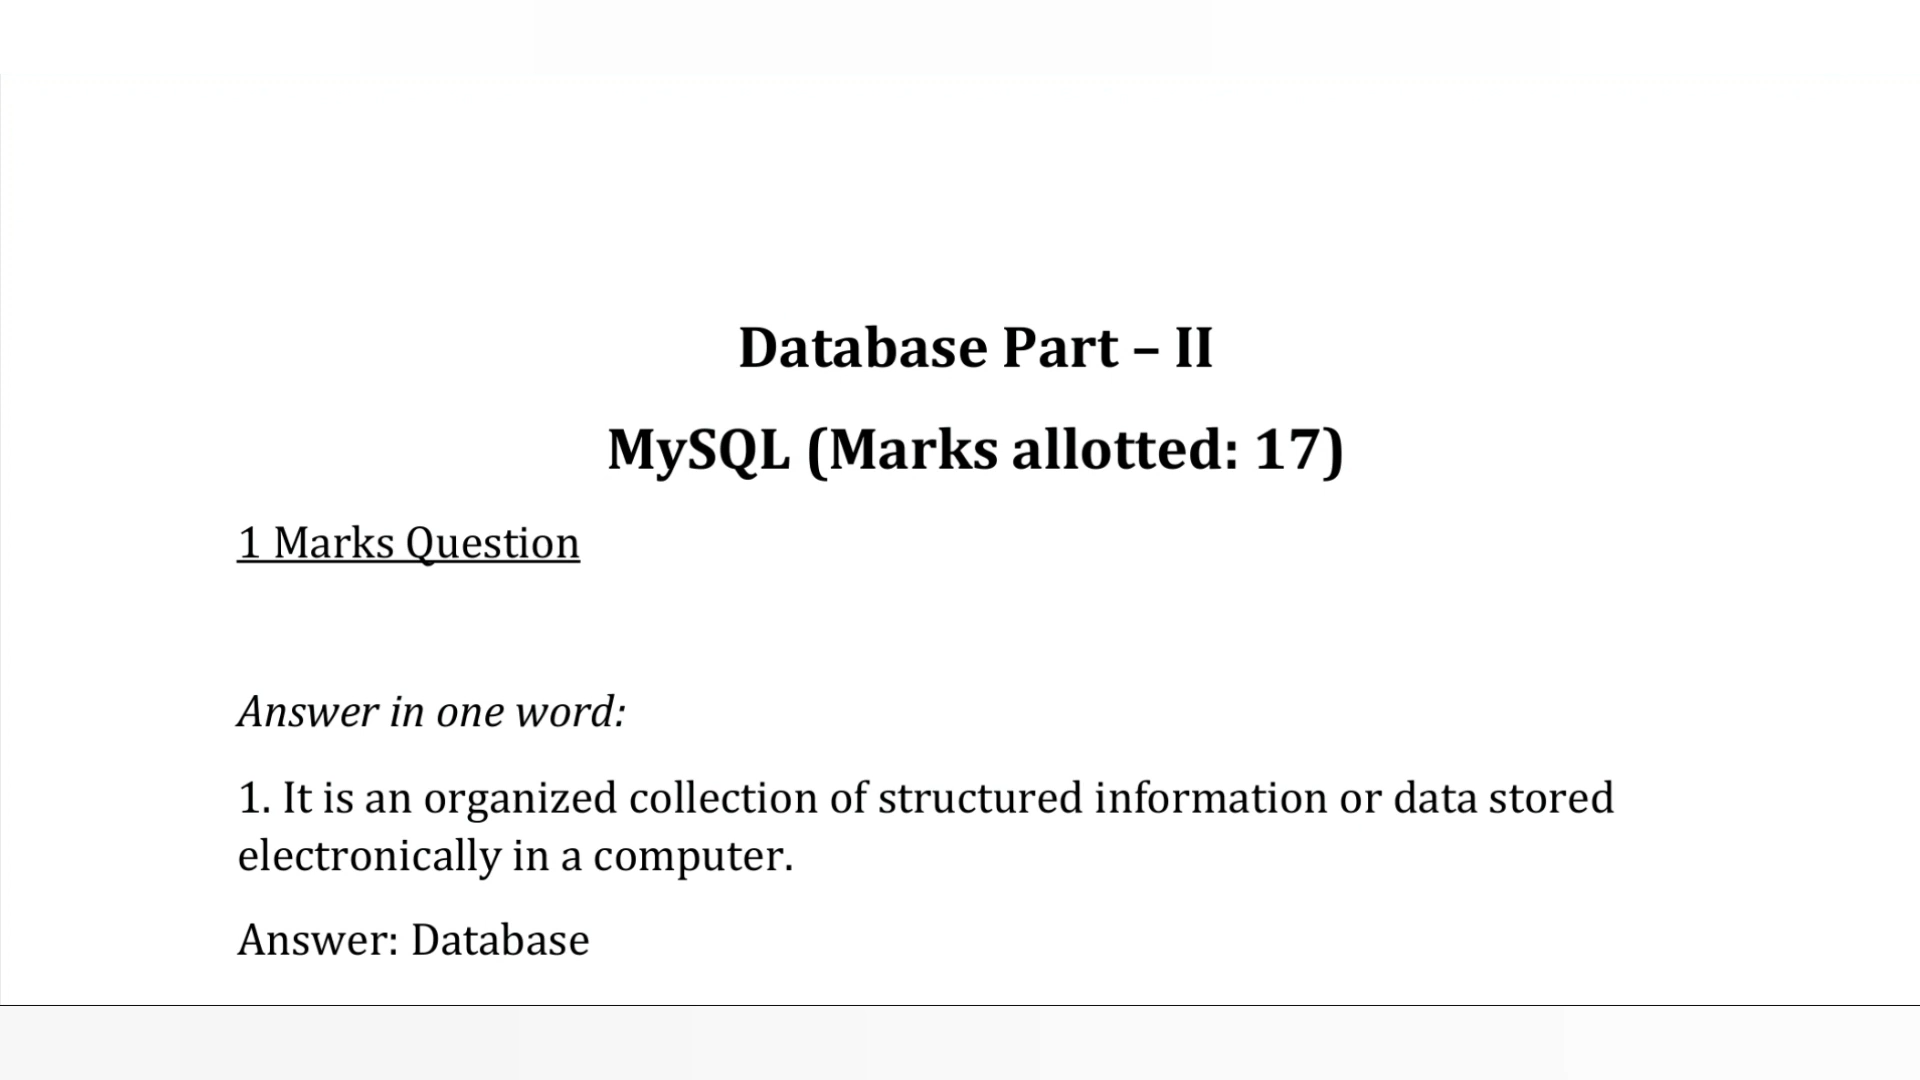 Database Part – II
MySQL (Marks allotted: 17)
1 Marks Question
Answer in one word:
1. It is an organized collection of structured information or data stored
electronically in a computer.
Answer: Database